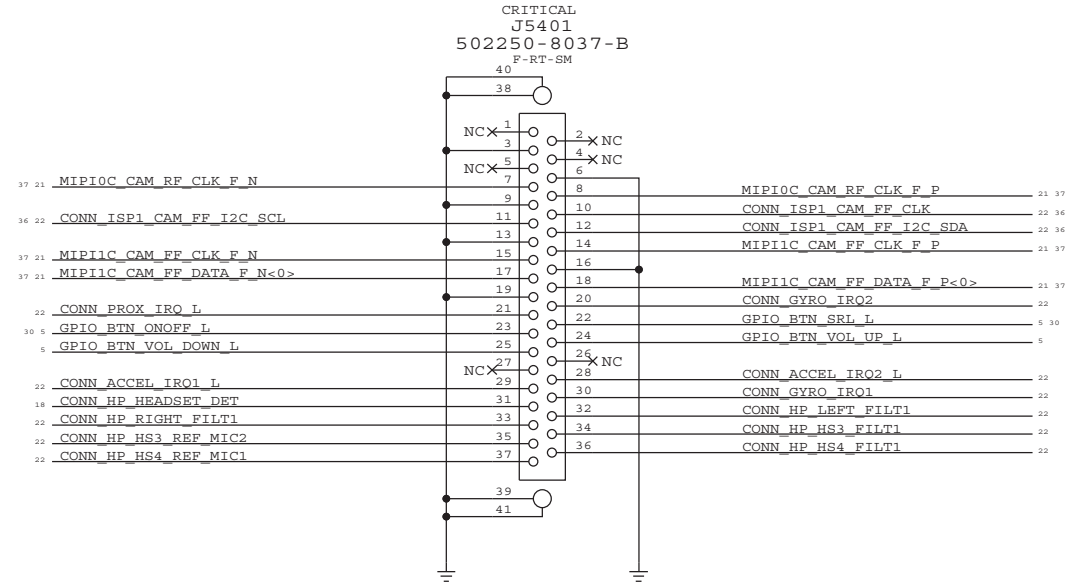 CRITICAL
J5401
502250-8037-B
F-RT-SM
40
38
NC 1
2 NC
3
4 NC
NC 5
6
37 21 MIPI0C_CAM_RF_CLK_F_N 7
8 MIPI0C_CAM_RF_CLK_F_P 21 37
9
10 CONN_ISP1_CAM_FF_CLK 22 36
36 22 CONN_ISP1_CAM_FF_I2C_SCL 11
12 CONN_ISP1_CAM_FF_I2C_SDA 22 36
13
14 MIPI1C_CAM_FF_CLK_F_P 21 37
37 21 MIPI1C_CAM_FF_CLK_F_N 15
16
37 21 MIPI1C_CAM_FF_DATA_F_N<0> 17
18 MIPI1C_CAM_FF_DATA_F_P<0> 21 37
19
20 CONN_GYRO_IRQ2 22
22 CONN_PROX_IRQ_L 21
22 GPIO_BTN_SRL_L 5 30
30 5 GPIO_BTN_ONOFF_L 23
24 GPIO_BTN_VOL_UP_L 5
5 GPIO_BTN_VOL_DOWN_L 25
26 NC
NC 27
28 CONN_ACCEL_IRQ2_L 22
22 CONN_ACCEL_IRQ1_L 29
30 CONN_GYRO_IRQ1 22
18 CONN_HP_HEADSET_DET 31
32 CONN_HP_LEFT_FILT1 22
22 CONN_HP_RIGHT_FILT1 33
34 CONN_HP_HS3_FILT1 22
22 CONN_HP_HS3_REF_MIC2 35
36 CONN_HP_HS4_FILT1 22
22 CONN_HP_HS4_REF_MIC1 37
39
41